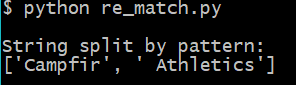 $ python re_match.py
String split by pattern:
['Campfir', ' Athletics']